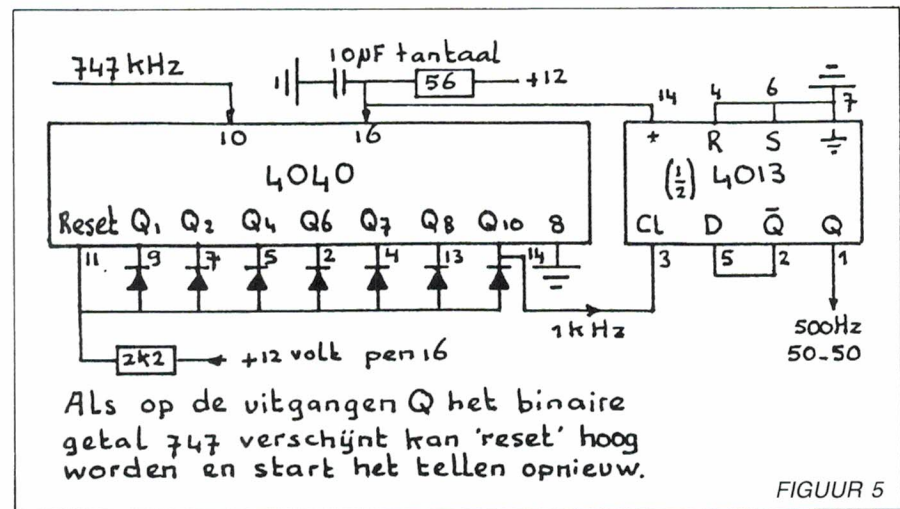 747 kHz
10µF tantaal
56
+12
10
16
14
4
6
7
4040
*
R
S
(½) 4013
Reset Q1 Q2 Q4 Q6 Q7 Q8 Q10 8
Cl D Q̄ Q
11 9 7 5 2 4 13 14
3 5 2 1
1kHz
500Hz
50-50
2k2
+12 volt pen 16
Als op de uitgangen Q het binaire
getal 747 verschijnt kan 'reset' hoog
worden en start het tellen opnieuw.
FIGUUR 5